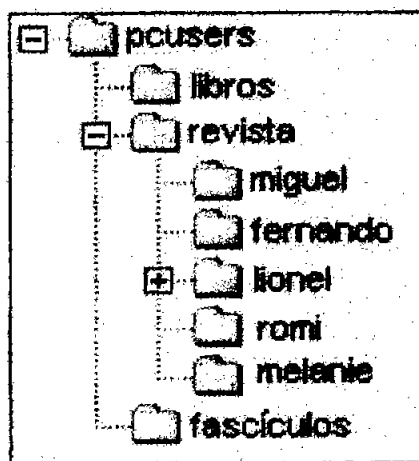 pcusers
libros
revista
miguel
fernando
lionel
romi
melanie
fascículos